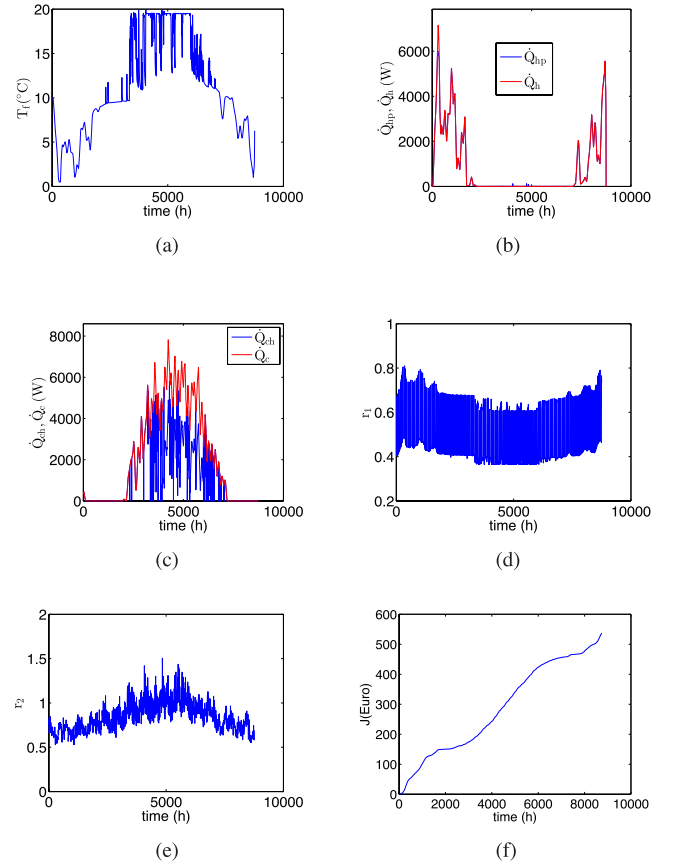 20
15
10
5
0
T_f(°C)
0 5000 10000
time (h)
(a)
6000
4000
2000
0
Q̇_hp, Q̇_h (W)
Q̇_hp
Q̇_h
0 5000 10000
time (h)
(b)
8000
6000
4000
2000
0
Q̇_ch, Q̇_c (W)
Q̇_ch
Q̇_c
0 5000 10000
time (h)
(c)
1
0.8
0.6
0.4
0.2
r_1
0 5000 10000
time (h)
(d)
2
1.5
1
0.5
0
r_2
0 5000 10000
time (h)
(e)
600
500
400
300
200
100
0
J(Euro)
0 2000 4000 6000 8000 10000
time (h)
(f)